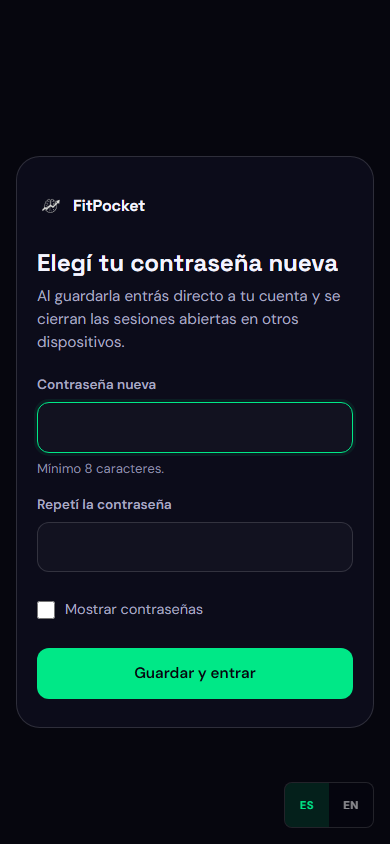 FitPocket
Elegí tu contraseña nueva
Al guardarla entrás directo a tu cuenta y se
cierran las sesiones abiertas en otros
dispositivos.
Contraseña nueva
Mínimo 8 caracteres.
Repetí la contraseña
Mostrar contraseñas
Guardar y entrar
ES EN